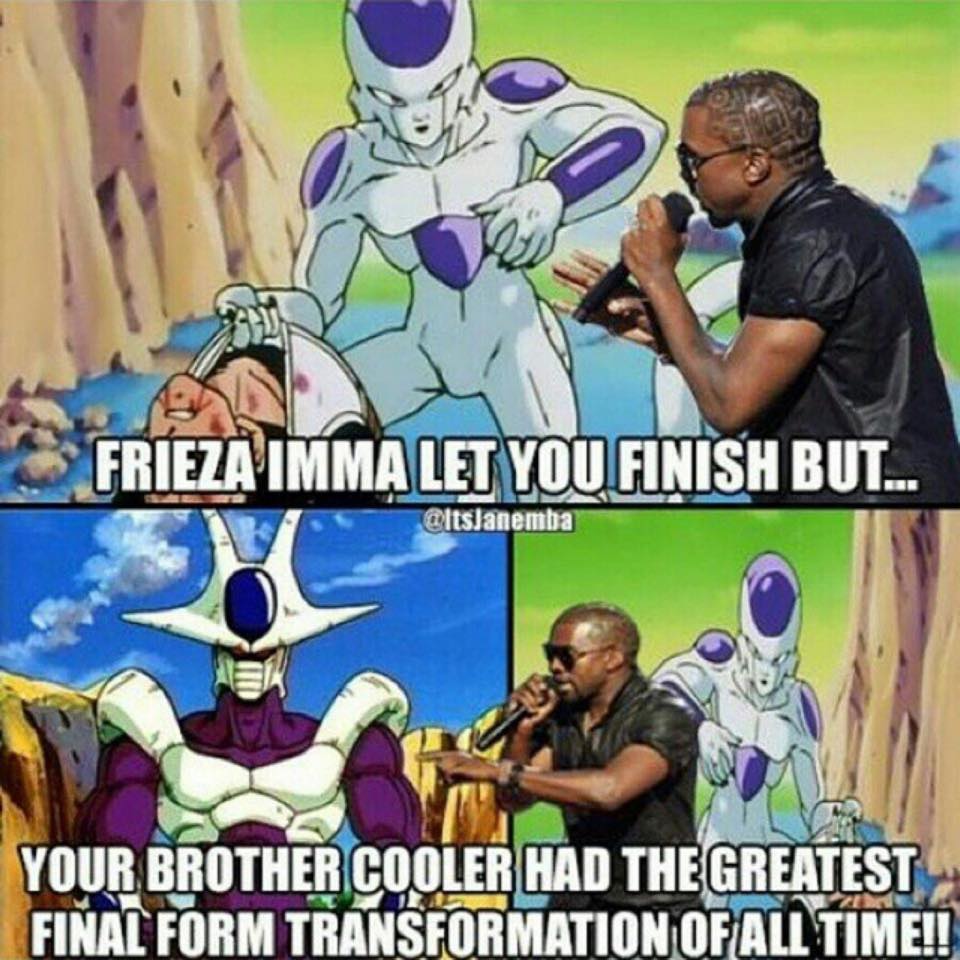 FRIEZA IMMA LET YOU FINISH BUT...
@ItsJanemba
YOUR BROTHER COOLER HAD THE GREATEST
FINAL FORM TRANSFORMATION OF ALL TIME!!